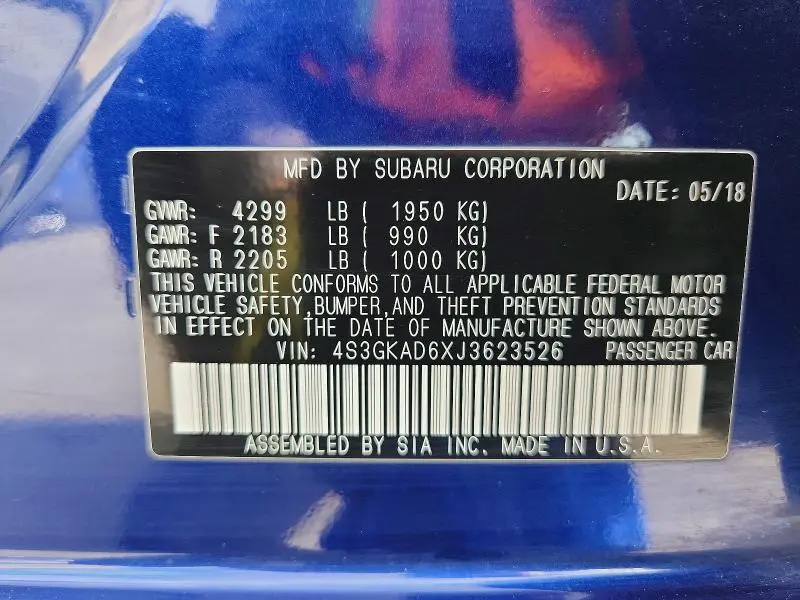 MFD BY SUBARU CORPORATION
DATE: 05/18
GVWR: 4299 LB ( 1950 KG)
GAWR: F 2183 LB ( 990 KG)
GAWR: R 2205 LB ( 1000 KG)
THIS VEHICLE CONFORMS TO ALL APPLICABLE FEDERAL MOTOR
VEHICLE SAFETY,BUMPER,AND THEFT PREVENTION STANDARDS
IN EFFECT ON THE DATE OF MANUFACTURE SHOWN ABOVE.
VIN: 4S3GKAD6XJ3623526 PASSENGER CAR
ASSEMBLED BY SIA INC. MADE IN U.S.A.